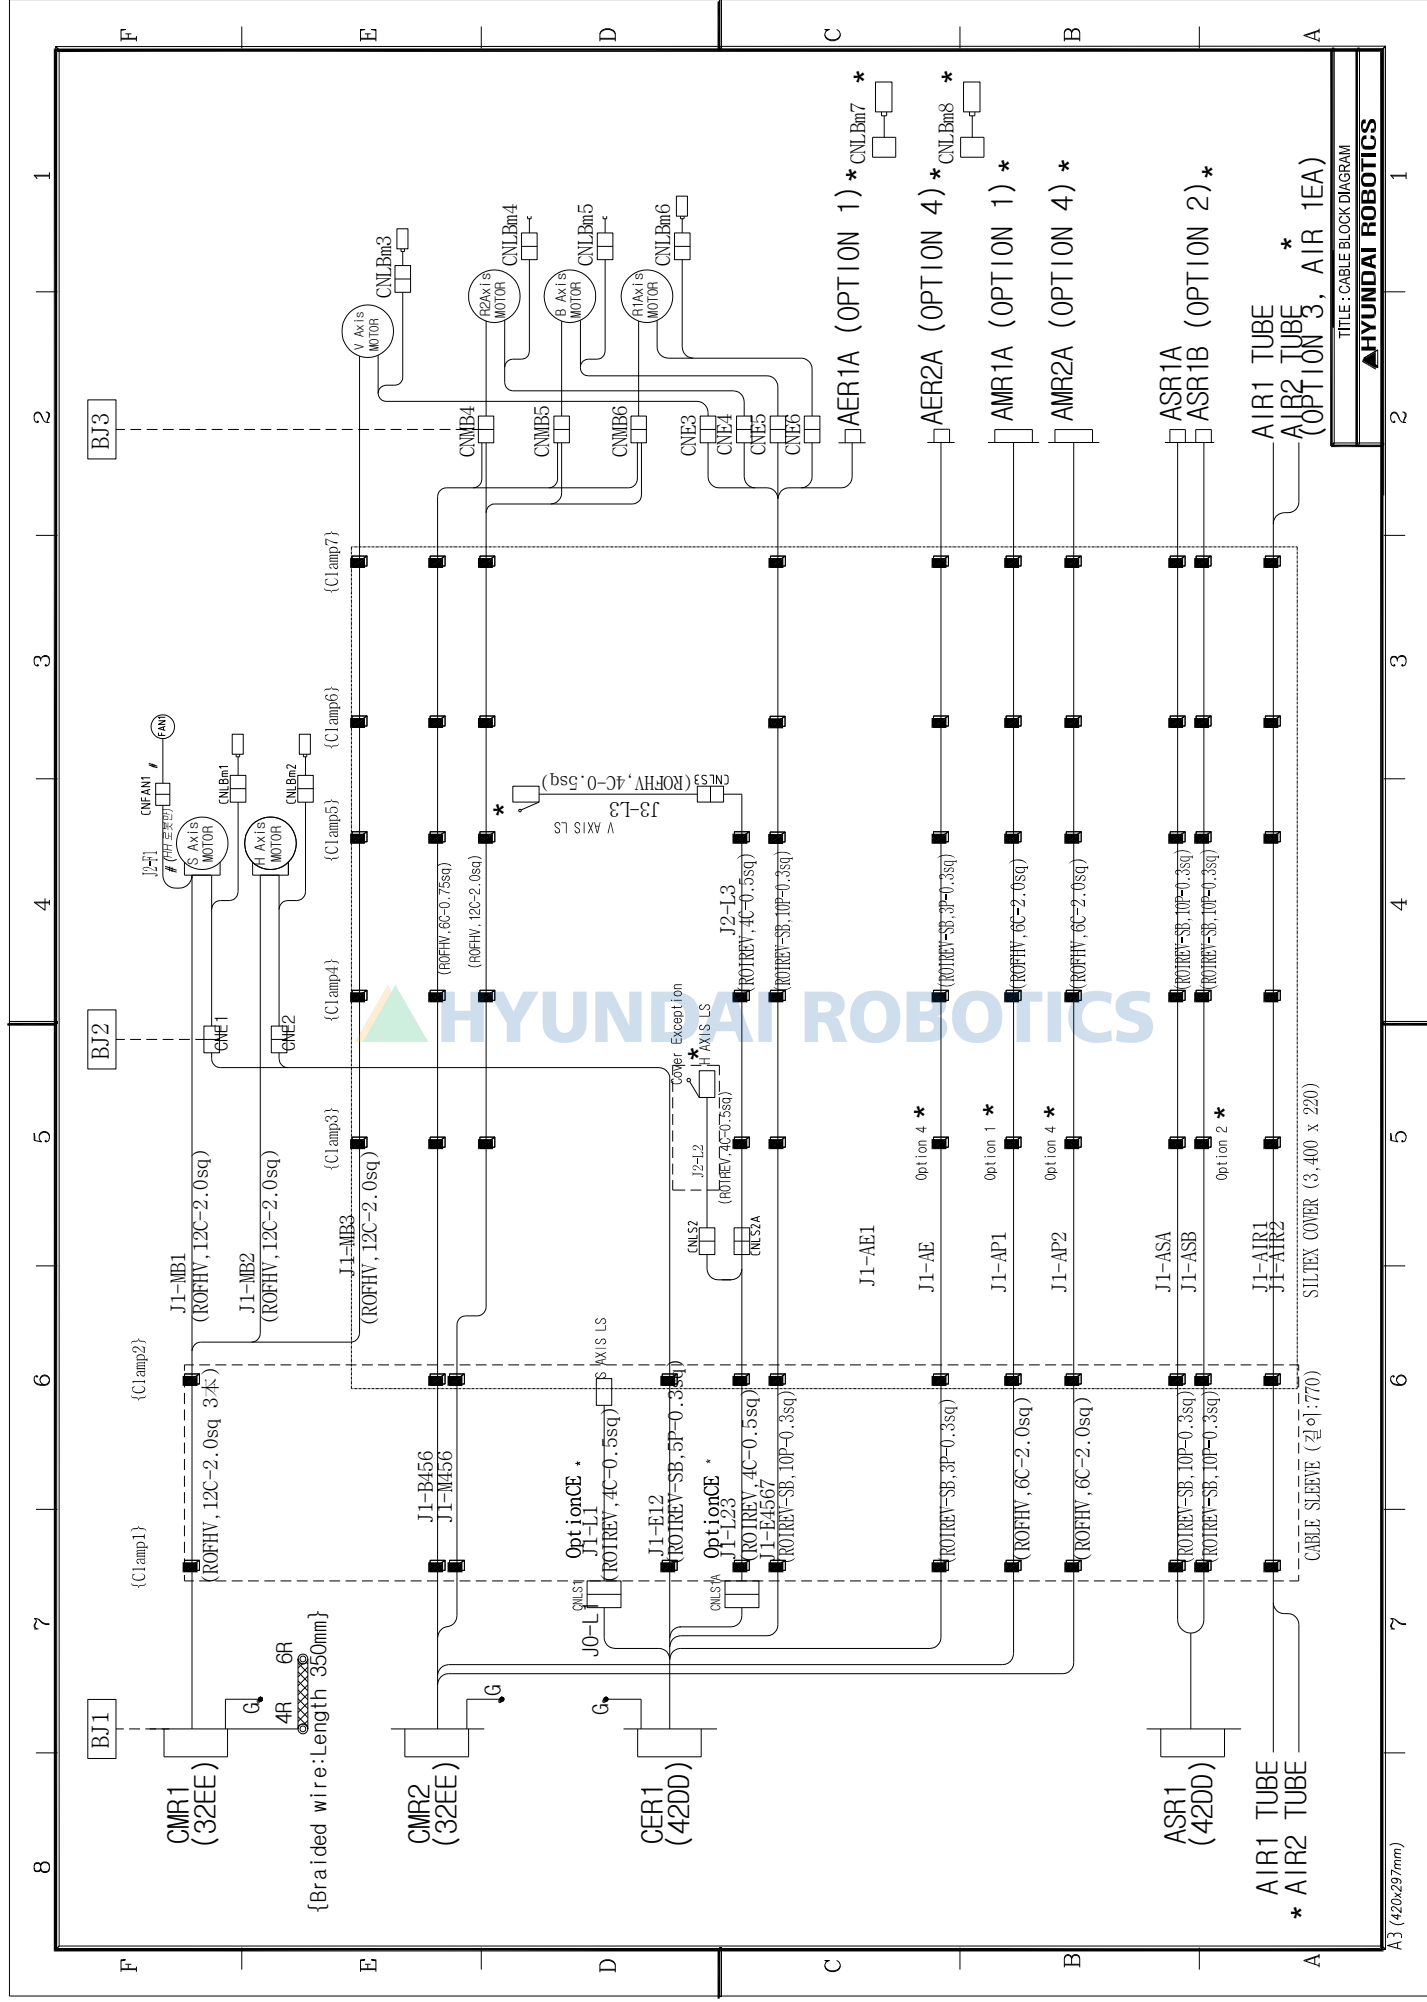 8
7
6
5
4
3
2
1
F
E
D
C
B
A
BJ1
BJ2
BJ3
CMR1
(32EE)
{Braided wire:Length 350mm}
4R
6R
G
{Clamp1}
{Clamp2}
(ROFHV,12C-2.0sq 3本)
J1-MB1
(ROFHV,12C-2.0sq)
J1-MB2
(ROFHV,12C-2.0sq)
J1-MB3
(ROFHV,12C-2.0sq)
CNE1
CNE2
J2-F1
CNFAN1
#
FAN1
S Axis
MOTOR
CNLBm1
H Axis
MOTOR
CNLBm2
{Clamp3}
{Clamp4}
{Clamp5}
{Clamp6}
{Clamp7}
V Axis
MOTOR
CNLBm3
CMR2
(32EE)
G
J1-B456
J1-M456
(ROFHV,6C-0.75sq)
(ROFHV,12C-2.0sq)
CNMB4
CNMB5
CNMB6
R2Axis
MOTOR
CNLBm4
B Axis
MOTOR
CNLBm5
R1Axis
MOTOR
CNLBm6
CER1
(42DD)
G
J0-L1
CNLS1
OptionCE *
J1-L1
(ROIREV,4C-0.5sq)
S AXIS LS
J1-E12
(ROIREV-SB,5P-0.3sq)
CNLS1A
OptionCE *
J1-L23
(ROIREV,4C-0.5sq)
J1-E4567
(ROIREV-SB,10P-0.3sq)
CNLS2
CNLS2A
J2-L2
(ROIREV,4C-0.5sq)
Cover Exception
*
H AXIS LS
J2-L3
(ROIREV,4C-0.5sq)
(ROIREV-SB,10P-0.3sq)
V AXIS LS
*
J3-L3
(ROFHV,4C-0.5sq)
CNLS3
CNE3
CNE4
CNE5
CNE6
AER1A (OPTION 1)*
CNLBm7 *
J1-AE1
(ROIREV-SB,3P-0.3sq)
J1-AE
Option 4 *
(ROIREV-SB,3P-0.3sq)
AER2A (OPTION 4)*
CNLBm8 *
(ROFHV,6C-2.0sq)
J1-AP1
Option 1 *
(ROFHV,6C-2.0sq)
AMR1A (OPTION 1) *
(ROFHV,6C-2.0sq)
J1-AP2
Option 4 *
(ROFHV,6C-2.0sq)
AMR2A (OPTION 4) *
ASR1
(42DD)
(ROIREV-SB,10P-0.3sq)
(ROIREV-SB,10P-0.3sq)
J1-ASA
J1-ASB
Option 2 *
(ROIREV-SB,10P-0.3sq)
(ROIREV-SB,10P-0.3sq)
ASR1A
ASR1B (OPTION 2)*
AIR1 TUBE
* AIR2 TUBE
J1-AIR1
J1-AIR2
AIR1 TUBE
AIR2 TUBE *
(OPTION 3, AIR 1EA)
CABLE SLEEVE (길이:770)
SILTEX COVER (3,400 x 220)
HYUNDAI ROBOTICS
TITLE : CABLE BLOCK DIAGRAM
HYUNDAI ROBOTICS
A3 (420x297mm)
8
7
6
5
4
3
2
1
F
E
D
C
B
A